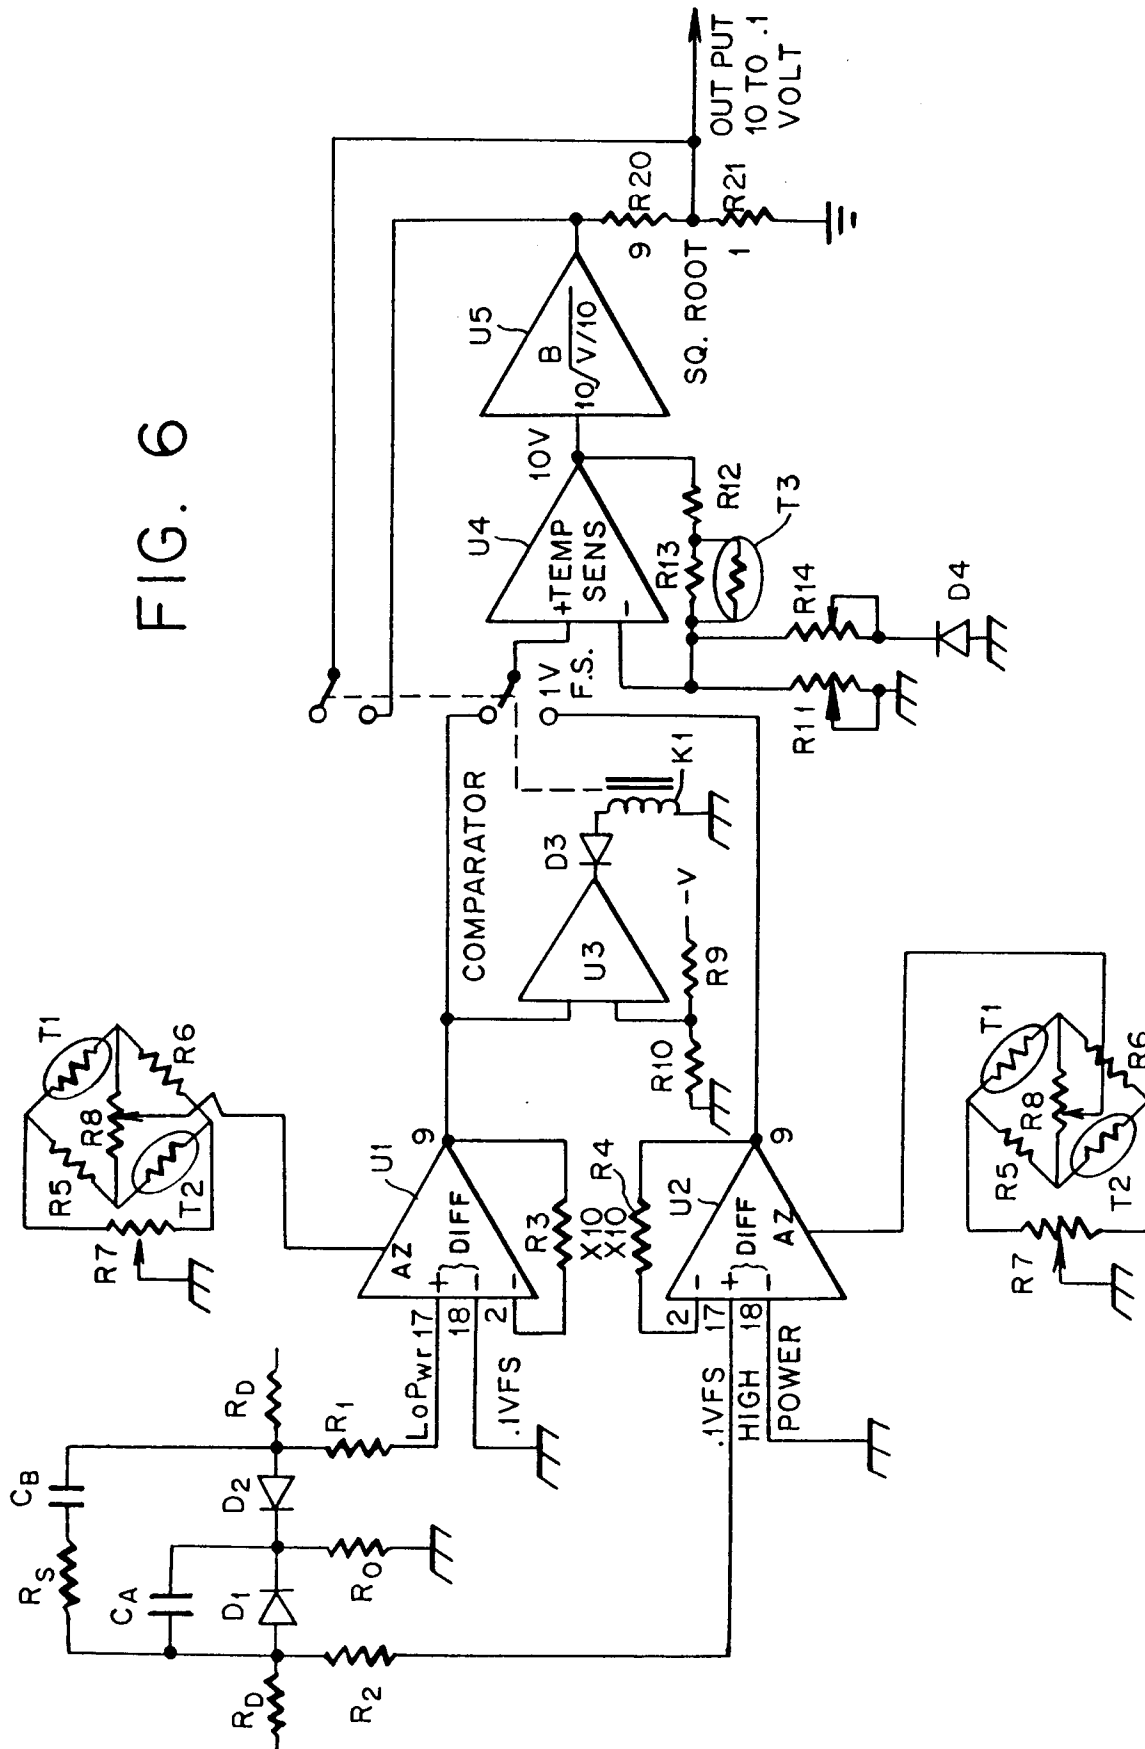 FIG. 6
CB
RS
CA
D1
D2
RD
RD
R1
R2
RO
LoPwr 17
18
2
.1VFS
.1VFS
HIGH
POWER
2
17
18
R7
R5
R8
T1
T2
R6
U1
AZ
+
−
DIFF
−
9
R3
X10
X10
R4
U2
−
+
−
DIFF
AZ
9
R7
R5
R8
T1
T2
R6
COMPARATOR
U3
D3
K1
R10
R9
−V
1V
F.S.
U4
+TEMP
SENS
−
10V
R13
R12
T3
R11
R14
D4
U5
B
10√V/10
SQ. ROOT
9
R20
1
R21
OUT PUT
10 TO .1
VOLT